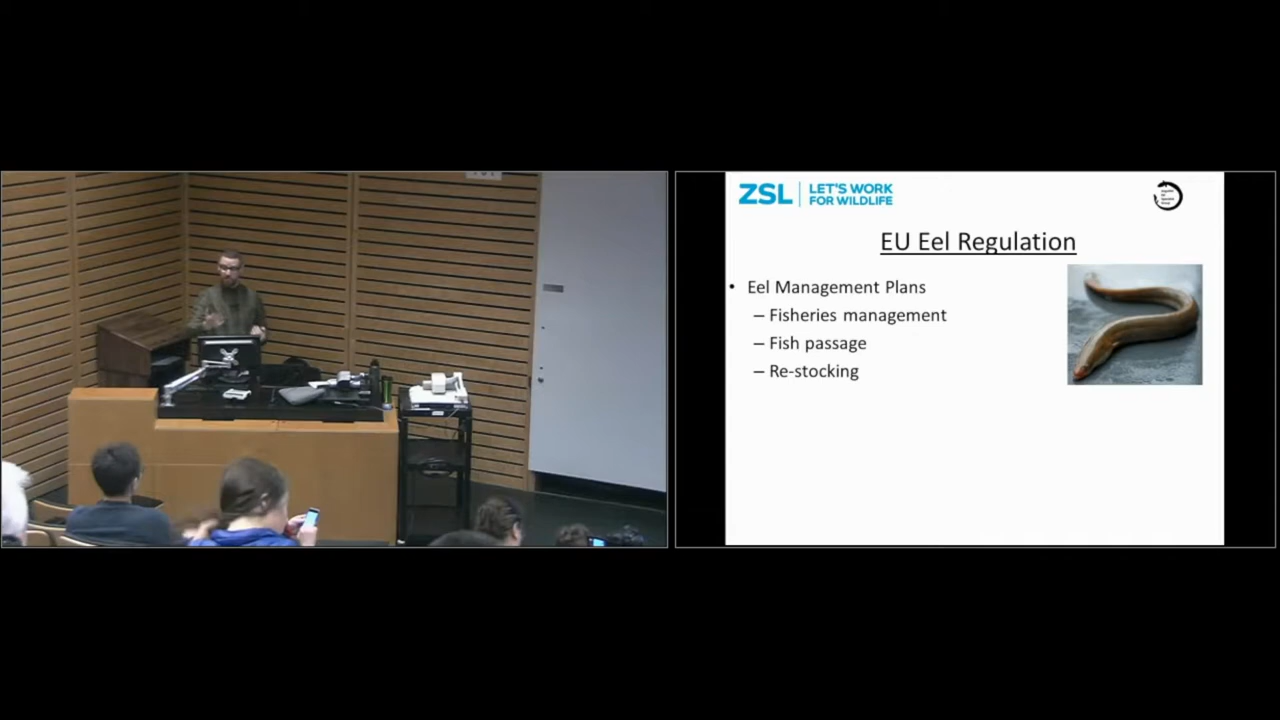 ZSL
LET'S WORK
FOR WILDLIFE
EU Eel Regulation
• Eel Management Plans
– Fisheries management
– Fish passage
– Re-stocking